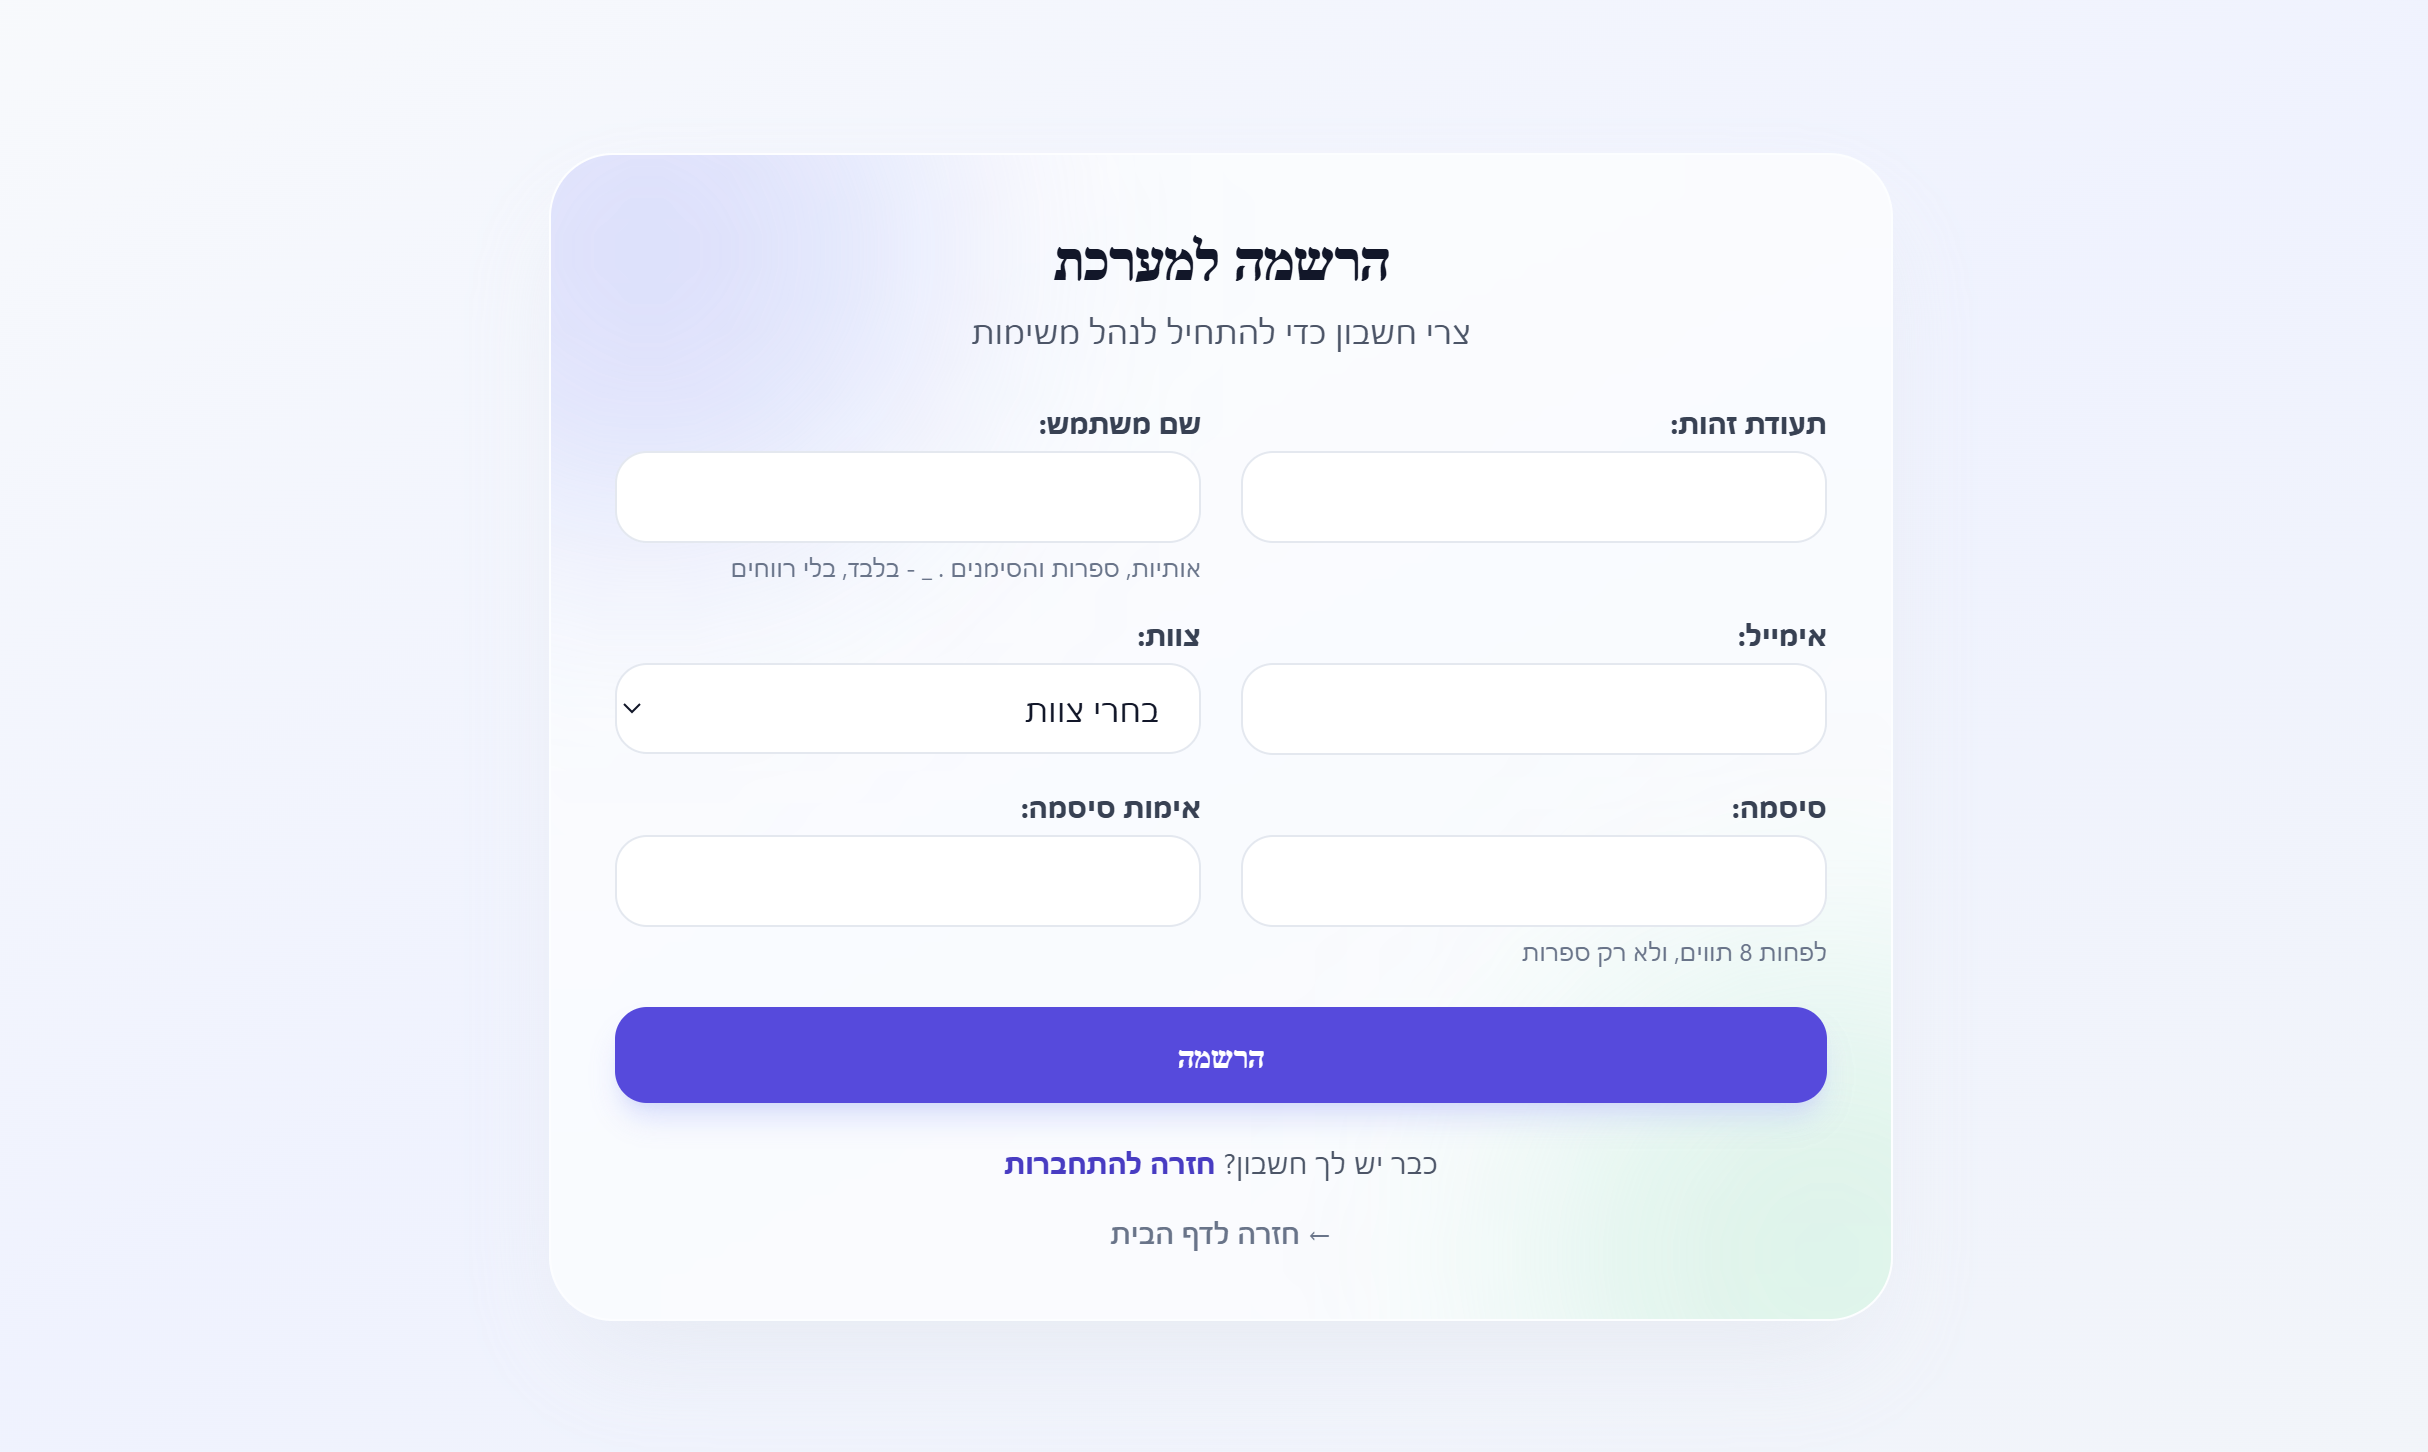 הרשמה למערכת
צרי חשבון כדי להתחיל לנהל משימות
תעודת זהות:
שם משתמש:
אותיות, ספרות והסימנים . _ - בלבד, בלי רווחים
אימייל:
צוות:
בחרי צוות
סיסמה:
אימות סיסמה:
לפחות 8 תווים, ולא רק ספרות
הרשמה
כבר יש לך חשבון? חזרה להתחברות
← חזרה לדף הבית